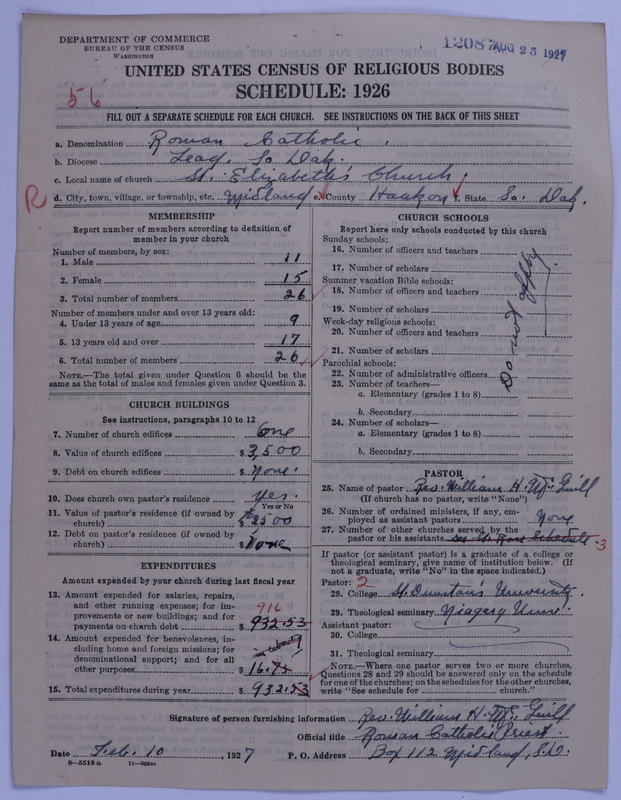 DEPARTMENT OF COMMERCE
BUREAU OF THE CENSUS
WASHINGTON
1208 AUG 25 1927
UNITED STATES CENSUS OF RELIGIOUS BODIES
SCHEDULE: 1926
56
FILL OUT A SEPARATE SCHEDULE FOR EACH CHURCH. SEE INSTRUCTIONS ON THE BACK OF THIS SHEET
a. Denomination Roman Catholic.
b. Diocese Lead, So Dak.
c. Local name of church St. Elizabeth's Church.
R
d. City, town, village, or township, etc. Midland e. County Haakon f. State So. Dak.
MEMBERSHIP
Report number of members according to definition of
member in your church
Number of members, by sex:
1. Male 11
2. Female 15
3. Total number of members 26
Number of members under and over 13 years old:
4. Under 13 years of age 9
5. 13 years old and over 17
6. Total number of members 26
NOTE.—The total given under Question 6 should be the
same as the total of males and females given under Question 3.
CHURCH BUILDINGS
See instructions, paragraphs 10 to 12
7. Number of church edifices One
8. Value of church edifices $3,500
9. Debt on church edifices $ None.
10. Does church own pastor's residence Yes.
Yes or No
11. Value of pastor's residence (if owned by
church) $2500
12. Debt on pastor's residence (if owned by
church) $ None
EXPENDITURES
Amount expended by your church during last fiscal year
13. Amount expended for salaries, repairs,
and other running expenses; for im-
provements or new buildings; and for
payments on church debt $ 932.53
916
14. Amount expended for benevolences, in-
cluding home and foreign missions; for
denominational support; and for all
other purposes $ 16.75
15. Total expenditures during year $ 932.53
CHURCH SCHOOLS
Report here only schools conducted by this church
Sunday schools:
16. Number of officers and teachers
17. Number of scholars
Summer vacation Bible schools:
18. Number of officers and teachers
19. Number of scholars
Week-day religious schools:
20. Number of officers and teachers
21. Number of scholars
Parochial schools:
22. Number of administrative officers
23. Number of teachers—
a. Elementary (grades 1 to 8)
b. Secondary
24. Number of scholars—
a. Elementary (grades 1 to 8)
b. Secondary
Do not apply
PASTOR
25. Name of pastor Rev. William H. Mc Guill
(If church has no pastor, write "None")
26. Number of ordained ministers, if any, em-
ployed as assistant pastors None
27. Number of other churches served by the
pastor or his assistants see St. Rose Schedule 3
If pastor (or assistant pastor) is a graduate of a college or
theological seminary, give name of institution below. (If
not a graduate, write "No" in the space indicated.)
Pastor: 2
28. College St. Dunstan's University
29. Theological seminary Niagara Univ.
Assistant pastor:
30. College
31. Theological seminary
NOTE.—Where one pastor serves two or more churches,
Questions 28 and 29 should be answered only on the schedule
for one of the churches; on the schedules for the other churches,
write "See schedule for church."
Signature of person furnishing information Rev. William H. Mc Guill
Official title Roman Catholic Priest
Date Feb. 10, 1927 P. O. Address Box 112 Midland, S.D.
8—5518a 11—9054a